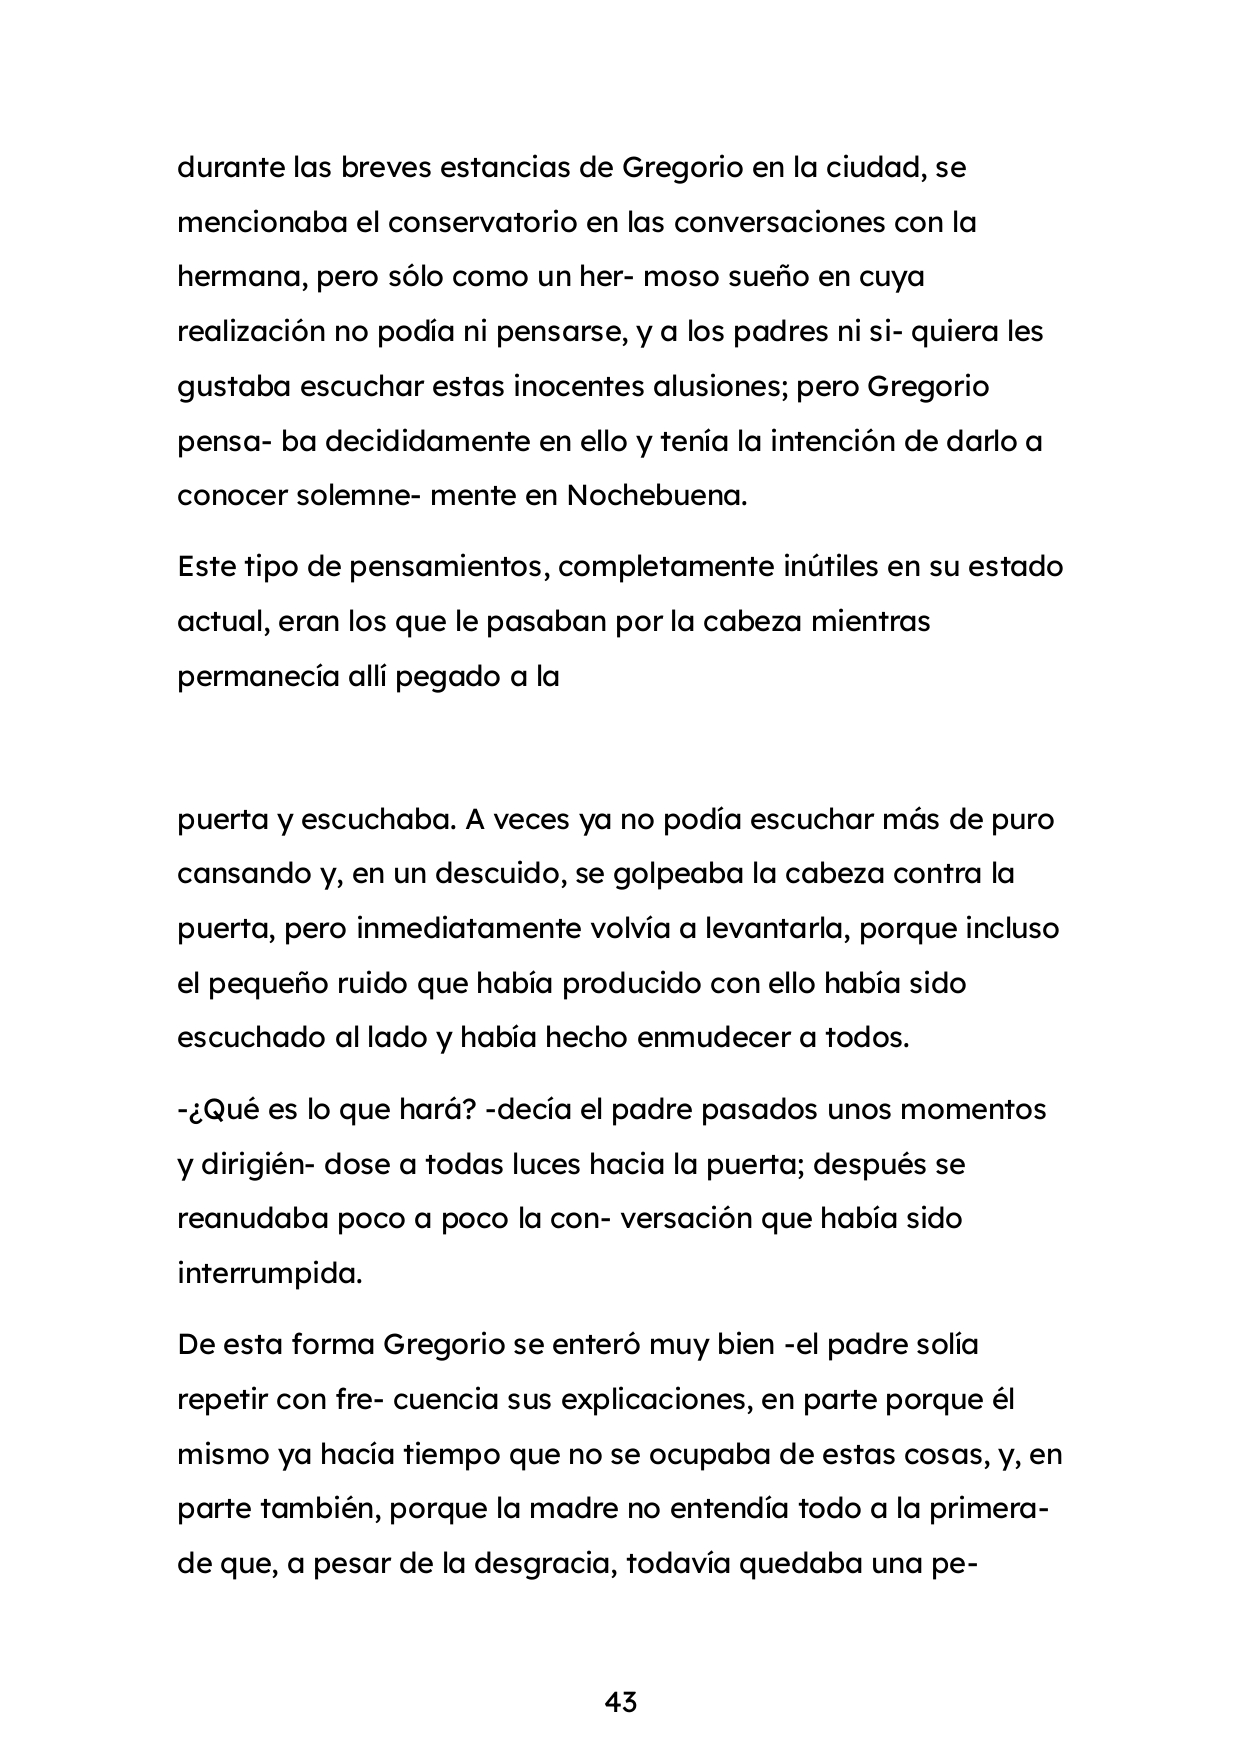 durante las breves estancias de Gregorio en la ciudad, se
mencionaba el conservatorio en las conversaciones con la
hermana, pero sólo como un her- moso sueño en cuya
realización no podía ni pensarse, y a los padres ni si- quiera les
gustaba escuchar estas inocentes alusiones; pero Gregorio
pensa- ba decididamente en ello y tenía la intención de darlo a
conocer solemne- mente en Nochebuena.
Este tipo de pensamientos, completamente inútiles en su estado
actual, eran los que le pasaban por la cabeza mientras
permanecía allí pegado a la
puerta y escuchaba. A veces ya no podía escuchar más de puro
cansando y, en un descuido, se golpeaba la cabeza contra la
puerta, pero inmediatamente volvía a levantarla, porque incluso
el pequeño ruido que había producido con ello había sido
escuchado al lado y había hecho enmudecer a todos.
-¿Qué es lo que hará? -decía el padre pasados unos momentos
y dirigién- dose a todas luces hacia la puerta; después se
reanudaba poco a poco la con- versación que había sido
interrumpida.
De esta forma Gregorio se enteró muy bien -el padre solía
repetir con fre- cuencia sus explicaciones, en parte porque él
mismo ya hacía tiempo que no se ocupaba de estas cosas, y, en
parte también, porque la madre no entendía todo a la primera-
de que, a pesar de la desgracia, todavía quedaba una pe-
43